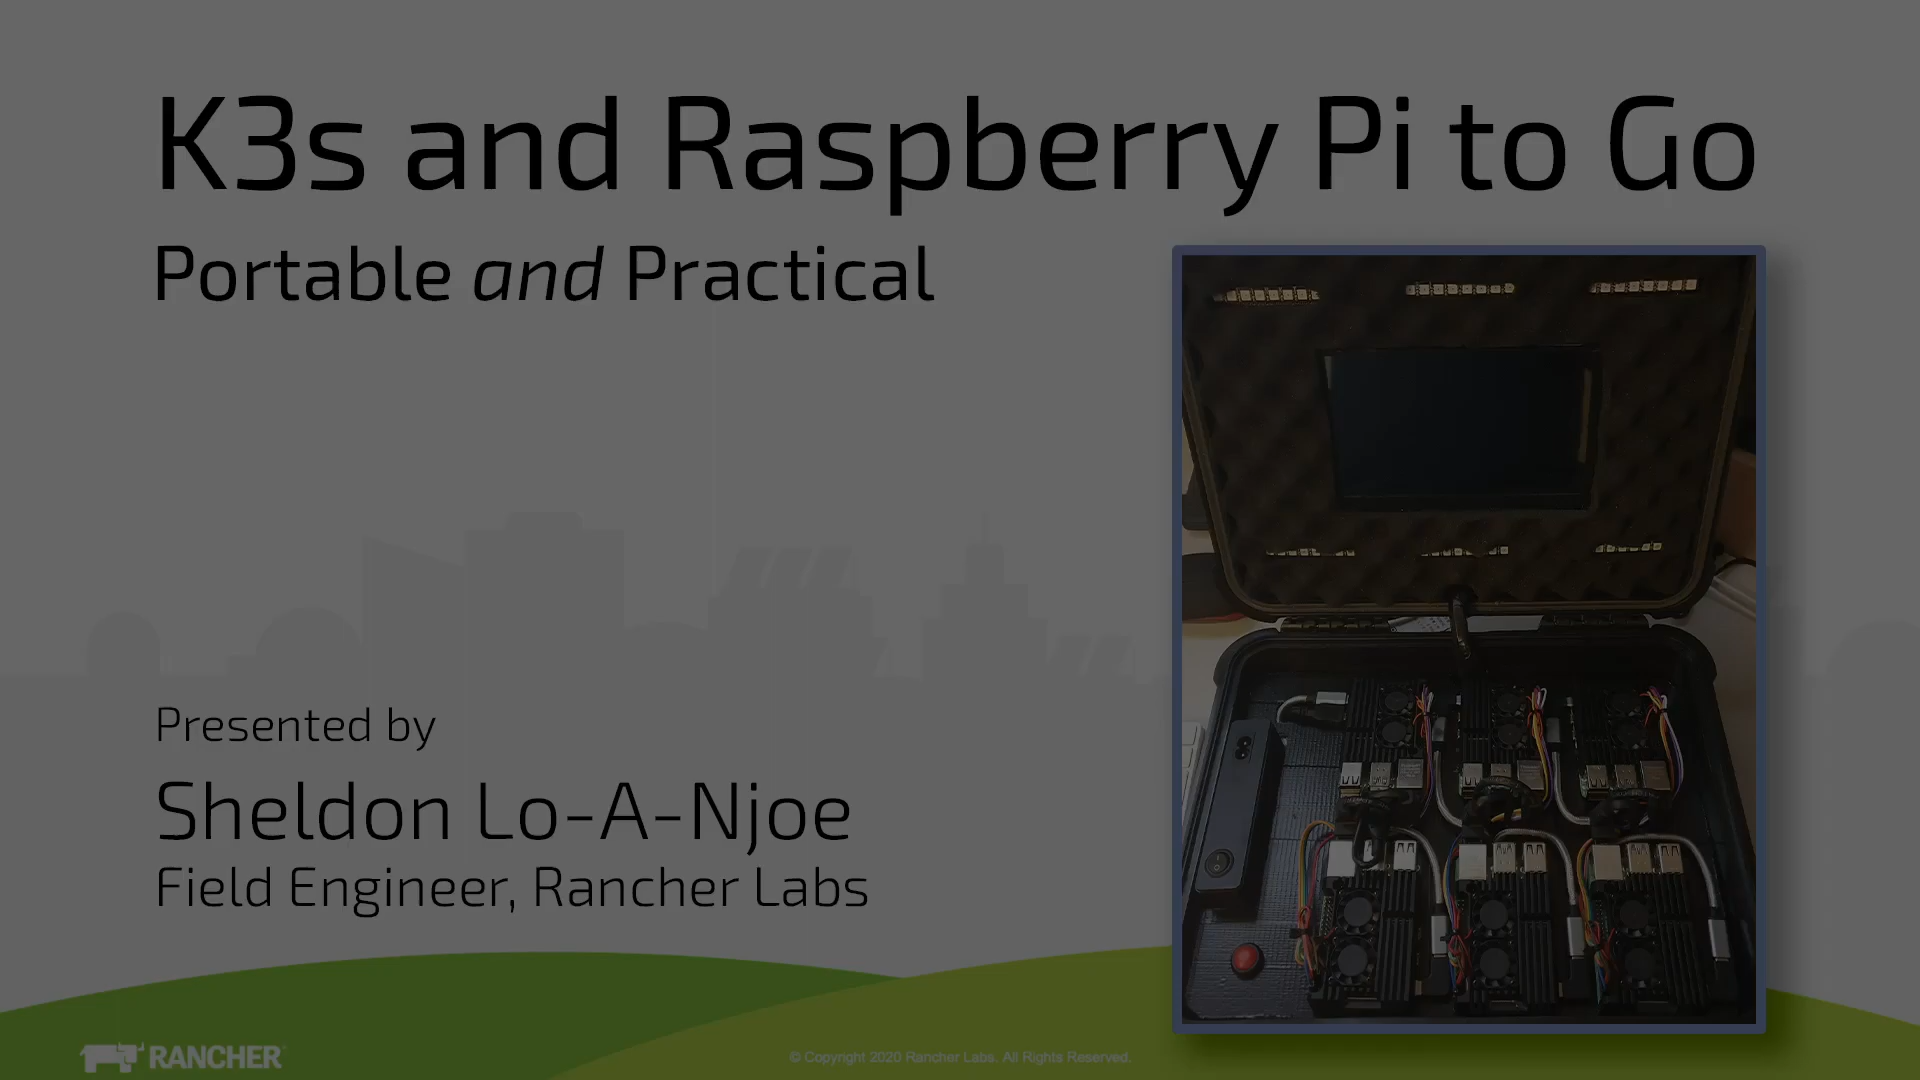 K3s and Raspberry Pi to Go
Portable and Practical
Presented by
Sheldon Lo-A-Njoe
Field Engineer, Rancher Labs
RANCHER
© Copyright 2020 Rancher Labs. All Rights Reserved.